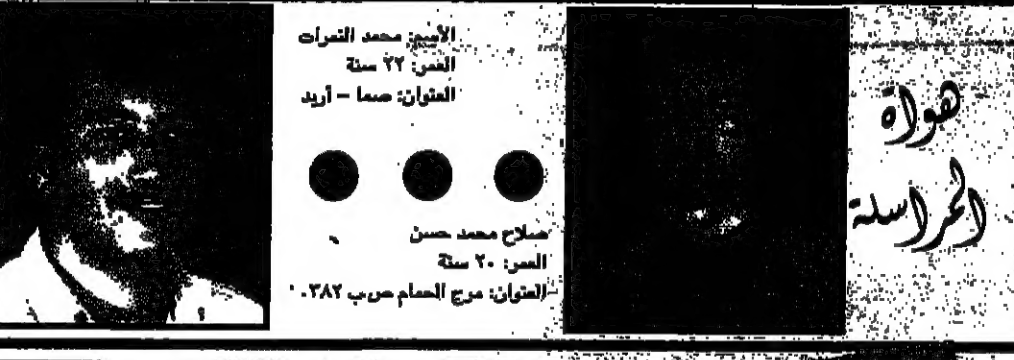 هواة
المراسلة
الأسم: محمد النمرات
العمر: ٢٢ سنة
العنوان: صما – أربد
صلاح محمد حسن
العمر: ٢٠ سنة
العنوان: مرج الحمام ص.ب ٣٨٢.